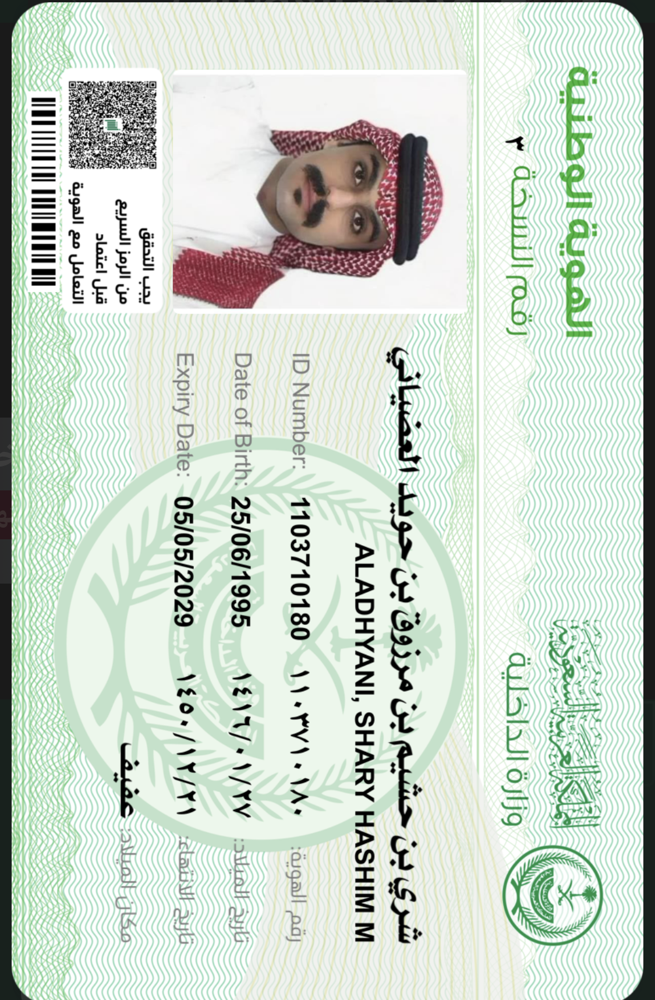 الهوية الوطنية
رقم النسخة ٣
المملكة العربية السعودية
وزارة الداخلية
شري بن حشيم بن مرزوق بن حويد العضياني
ALADHYANI, SHARY HASHIM M
ID Number: 1103710180 ١١٠٣٧١٠١٨٠ رقم الهوية:
Date of Birth: 25/06/1995 ١٤١٦/٠١/٢٧ تاريخ الميلاد:
Expiry Date: 05/05/2029 ١٤٥٠/١٢/٢١ تاريخ الانتهاء:
مكان الميلاد: عفيف
يجب التحقق
من الرمز السريع
قبل اعتماد
التعامل مع الهوية